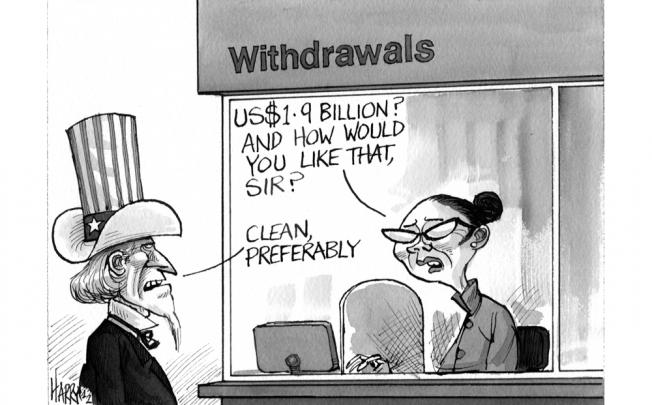 Withdrawals
US$1.9 BILLION?
AND HOW WOULD
YOU LIKE THAT,
SIR?
CLEAN,
PREFERABLY